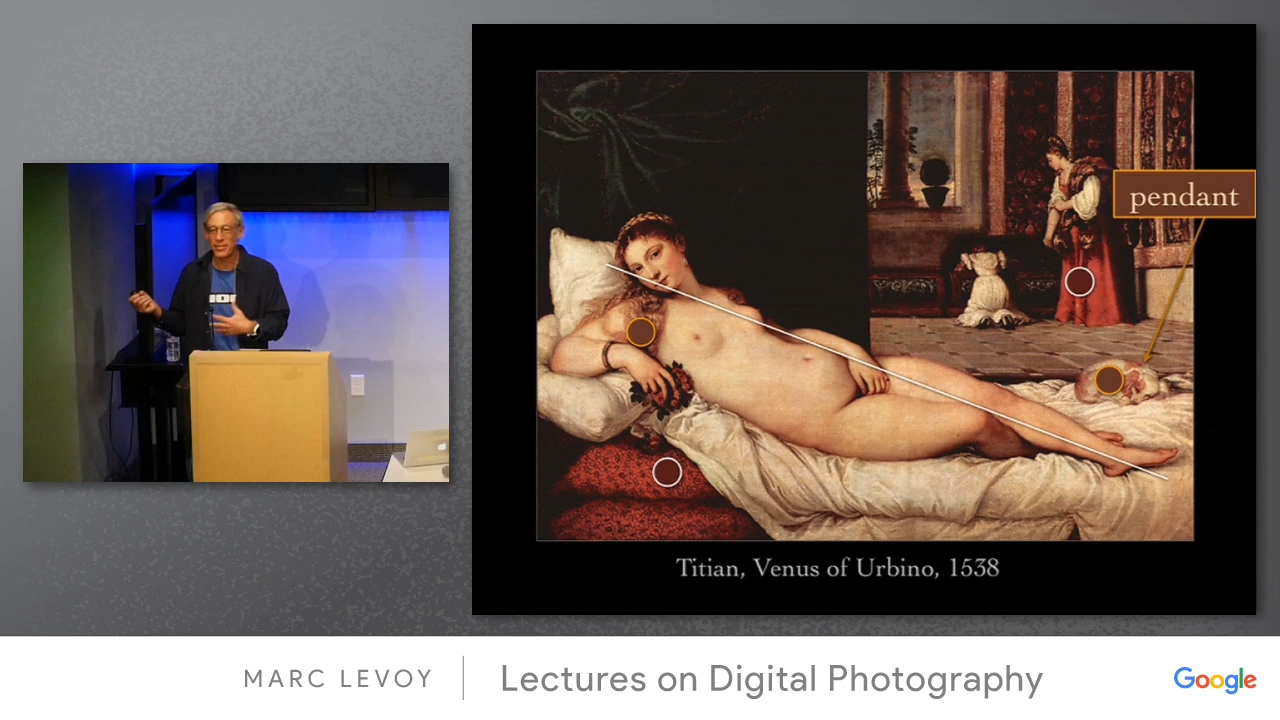 pendant
Titian, Venus of Urbino, 1538
MARC LEVOY
Lectures on Digital Photography
Google